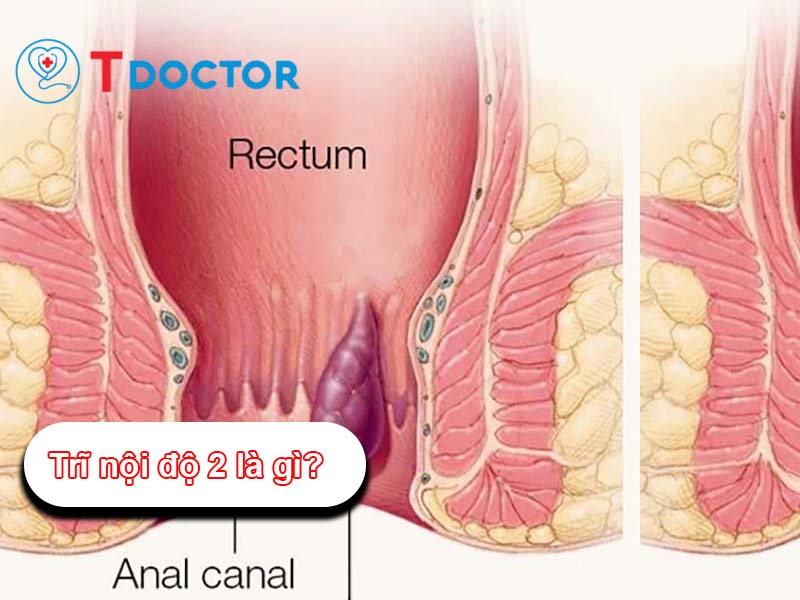 TDOCTOR
Rectum
Trĩ nội độ 2 là gì?
Anal canal